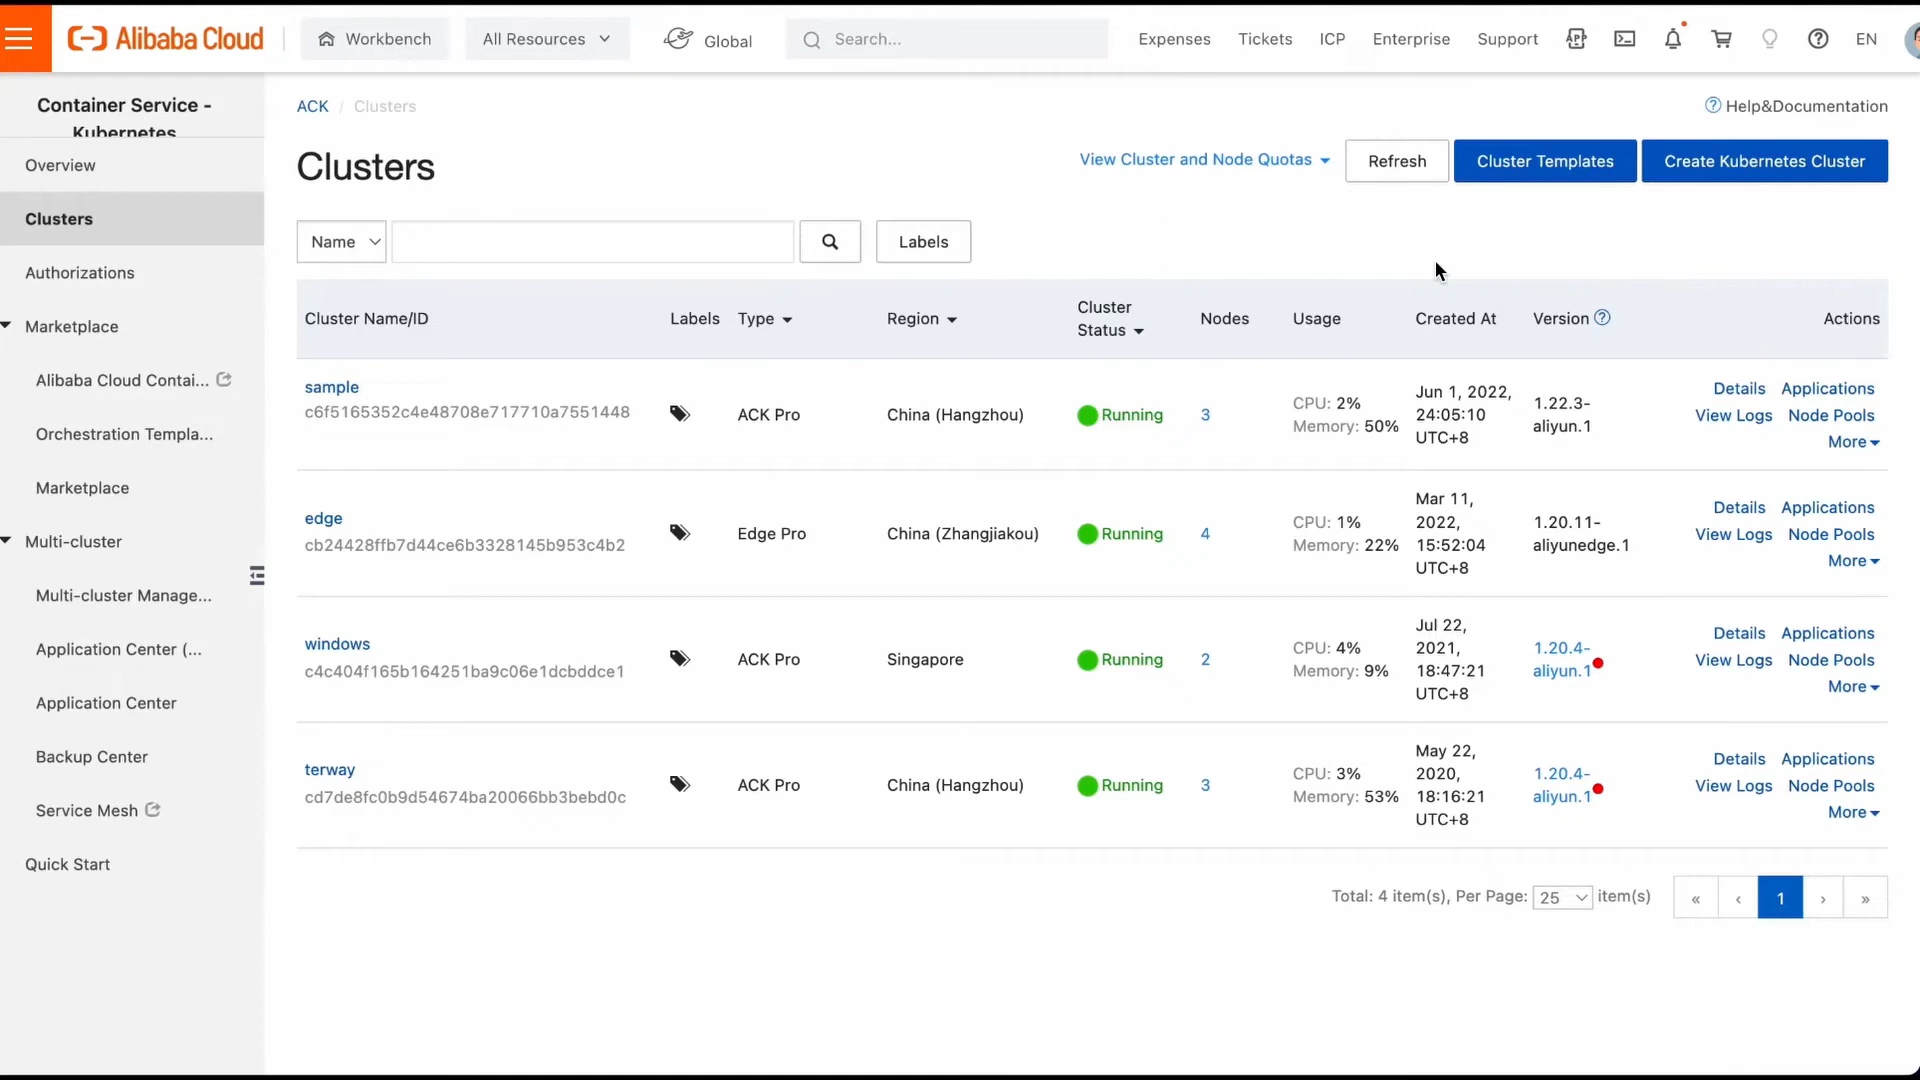 Alibaba Cloud
Workbench
All Resources
Global
Search...
Expenses
Tickets
ICP
Enterprise
Support
EN
Container Service -
Kubernetes
Overview
Clusters
Authorizations
Marketplace
Alibaba Cloud Contai...
Orchestration Templa...
Marketplace
Multi-cluster
Multi-cluster Manage...
Application Center (...
Application Center
Backup Center
Service Mesh
Quick Start
ACK / Clusters
Help&Documentation
Clusters
View Cluster and Node Quotas
Refresh
Cluster Templates
Create Kubernetes Cluster
Name
Labels
Cluster Name/ID
Labels
Type
Region
Cluster
Status
Nodes
Usage
Created At
Version
Actions
sample
c6f5165352c4e48708e717710a7551448
ACK Pro
China (Hangzhou)
Running
3
CPU: 2%
Memory: 50%
Jun 1, 2022,
24:05:10
UTC+8
1.22.3-
aliyun.1
Details Applications
View Logs Node Pools
More
edge
cb24428ffb7d44ce6b3328145b953c4b2
Edge Pro
China (Zhangjiakou)
Running
4
CPU: 1%
Memory: 22%
Mar 11,
2022,
15:52:04
UTC+8
1.20.11-
aliyunedge.1
Details Applications
View Logs Node Pools
More
windows
c4c404f165b164251ba9c06e1dcbddce1
ACK Pro
Singapore
Running
2
CPU: 4%
Memory: 9%
Jul 22,
2021,
18:47:21
UTC+8
1.20.4-
aliyun.1
Details Applications
View Logs Node Pools
More
terway
cd7de8fc0b9d54674ba20066bb3bebd0c
ACK Pro
China (Hangzhou)
Running
3
CPU: 3%
Memory: 53%
May 22,
2020,
18:16:21
UTC+8
1.20.4-
aliyun.1
Details Applications
View Logs Node Pools
More
Total: 4 item(s), Per Page: 25 item(s)
« ‹ 1 › »